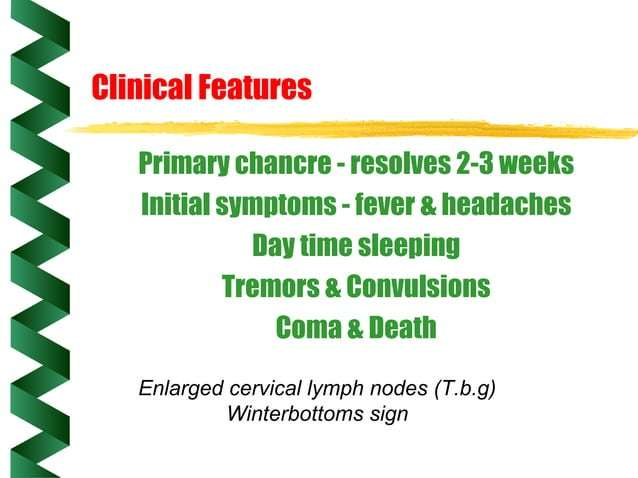 Clinical Features
Primary chancre - resolves 2-3 weeks
Initial symptoms - fever & headaches
Day time sleeping
Tremors & Convulsions
Coma & Death
Enlarged cervical lymph nodes (T.b.g)
Winterbottoms sign